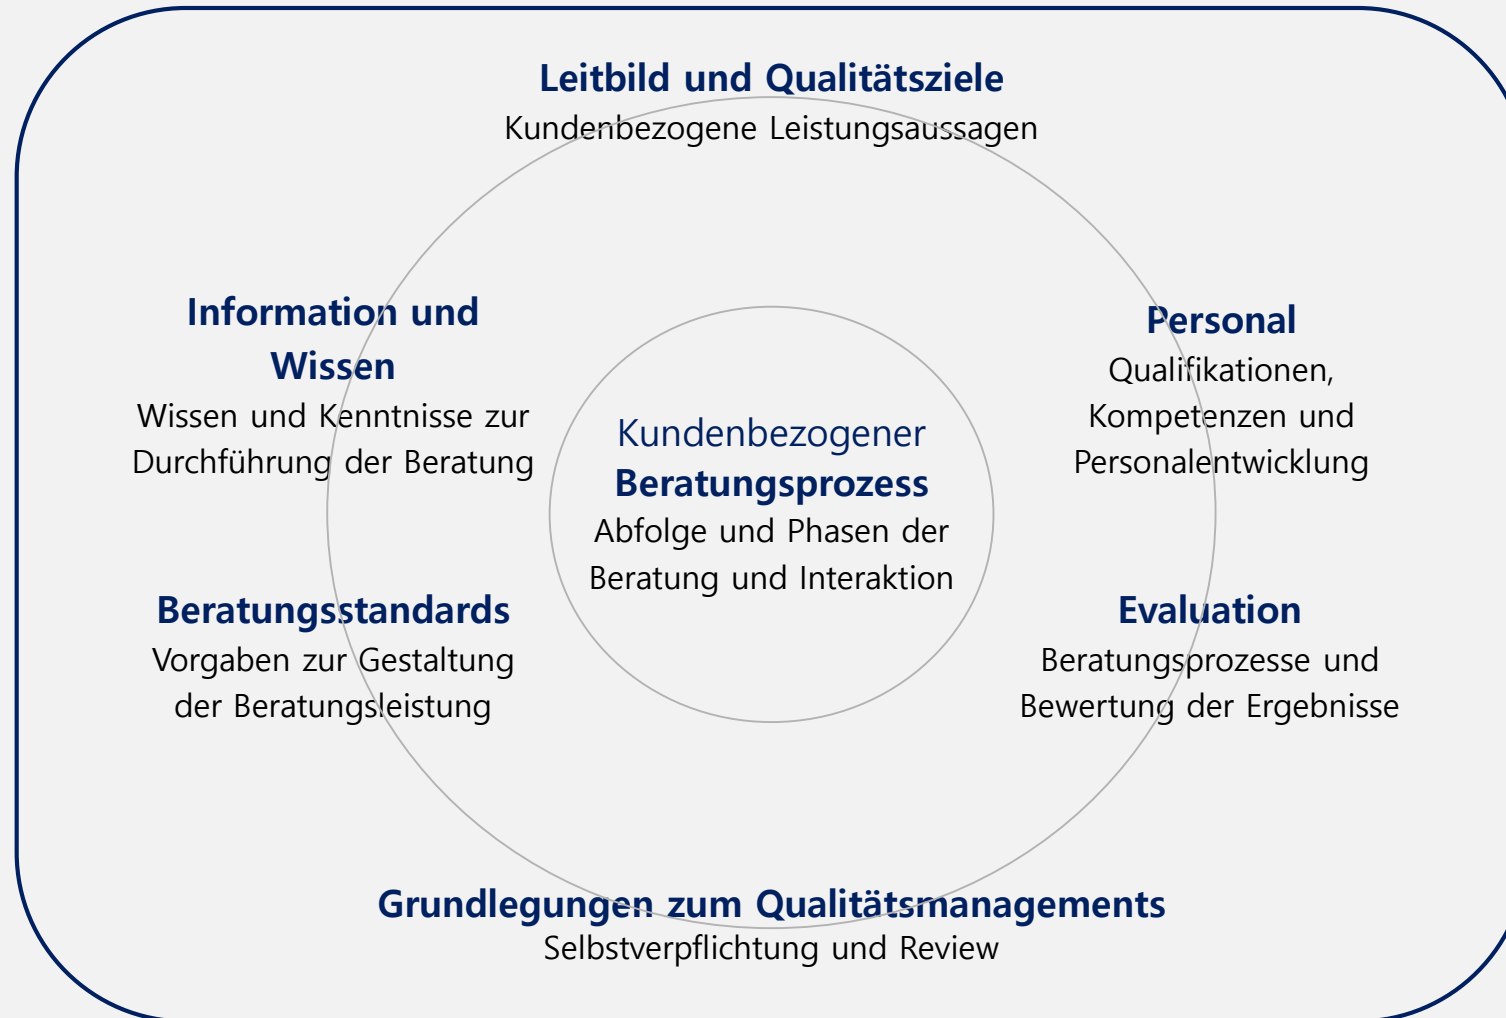 Leitbild und Qualitätsziele
Kundenbezogene Leistungsaussagen
Information und
Wissen
Wissen und Kenntnisse zur
Durchführung der Beratung
Personal
Qualifikationen,
Kompetenzen und
Personalentwicklung
Kundenbezogener
Beratungsprozess
Abfolge und Phasen der
Beratung und Interaktion
Beratungsstandards
Vorgaben zur Gestaltung
der Beratungsleistung
Evaluation
Beratungsprozesse und
Bewertung der Ergebnisse
Grundlegungen zum Qualitätsmanagements
Selbstverpflichtung und Review